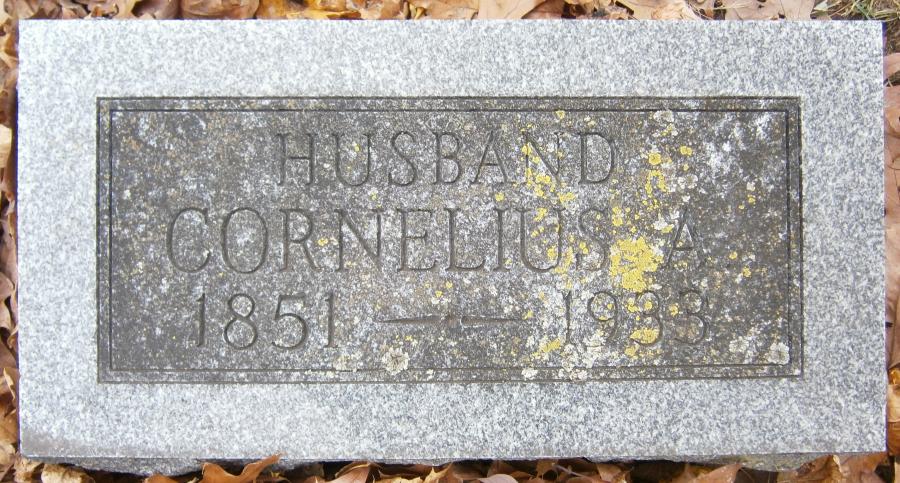 HUSBAND
CORNELIUS A
1851 — 1933